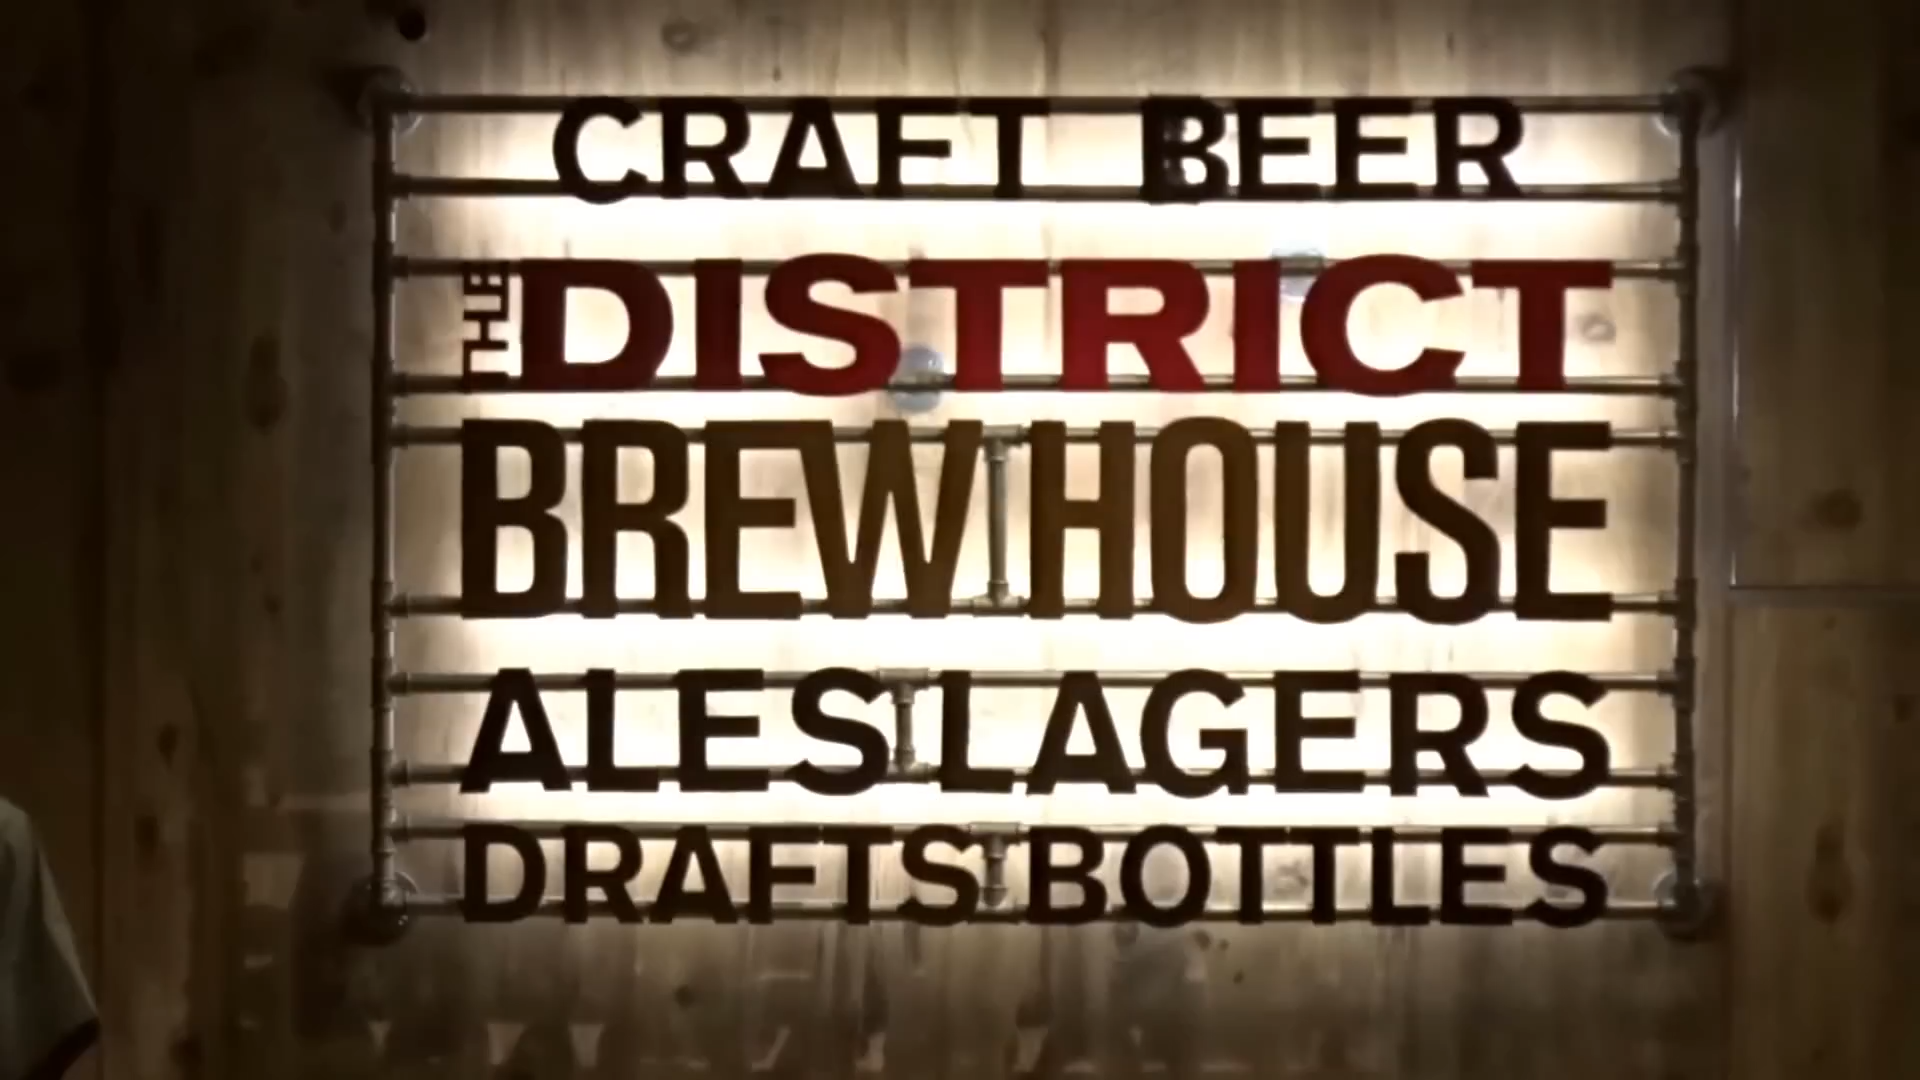 CRAFT BEER
THE DISTRICT
BREWHOUSE
ALES LAGERS
DRAFTS BOTTLES